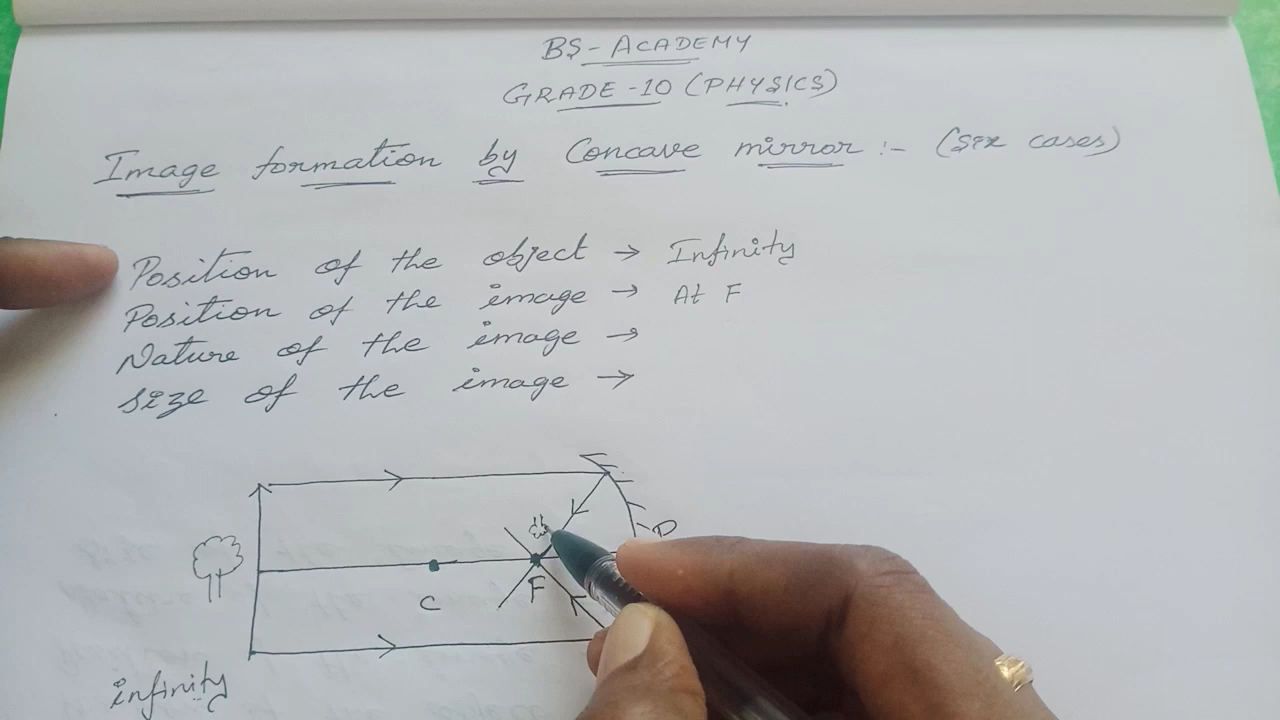 BS-ACADEMY
GRADE-10 (PHYSICS)
Image formation by Concave mirror :- (Six cases)
Position of the object → Infinity
Position of the image → At F
Nature of the image →
size of the image →
P
C
F
infinity